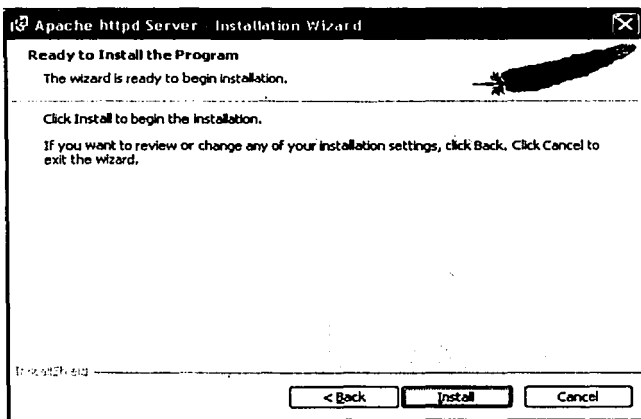 Apache httpd Server - Installation Wizard
Ready to Install the Program
The wizard is ready to begin installation.
Click Install to begin the installation.
If you want to review or change any of your installation settings, click Back. Click Cancel to
exit the wizard.
InstallShield
< Back
Install
Cancel